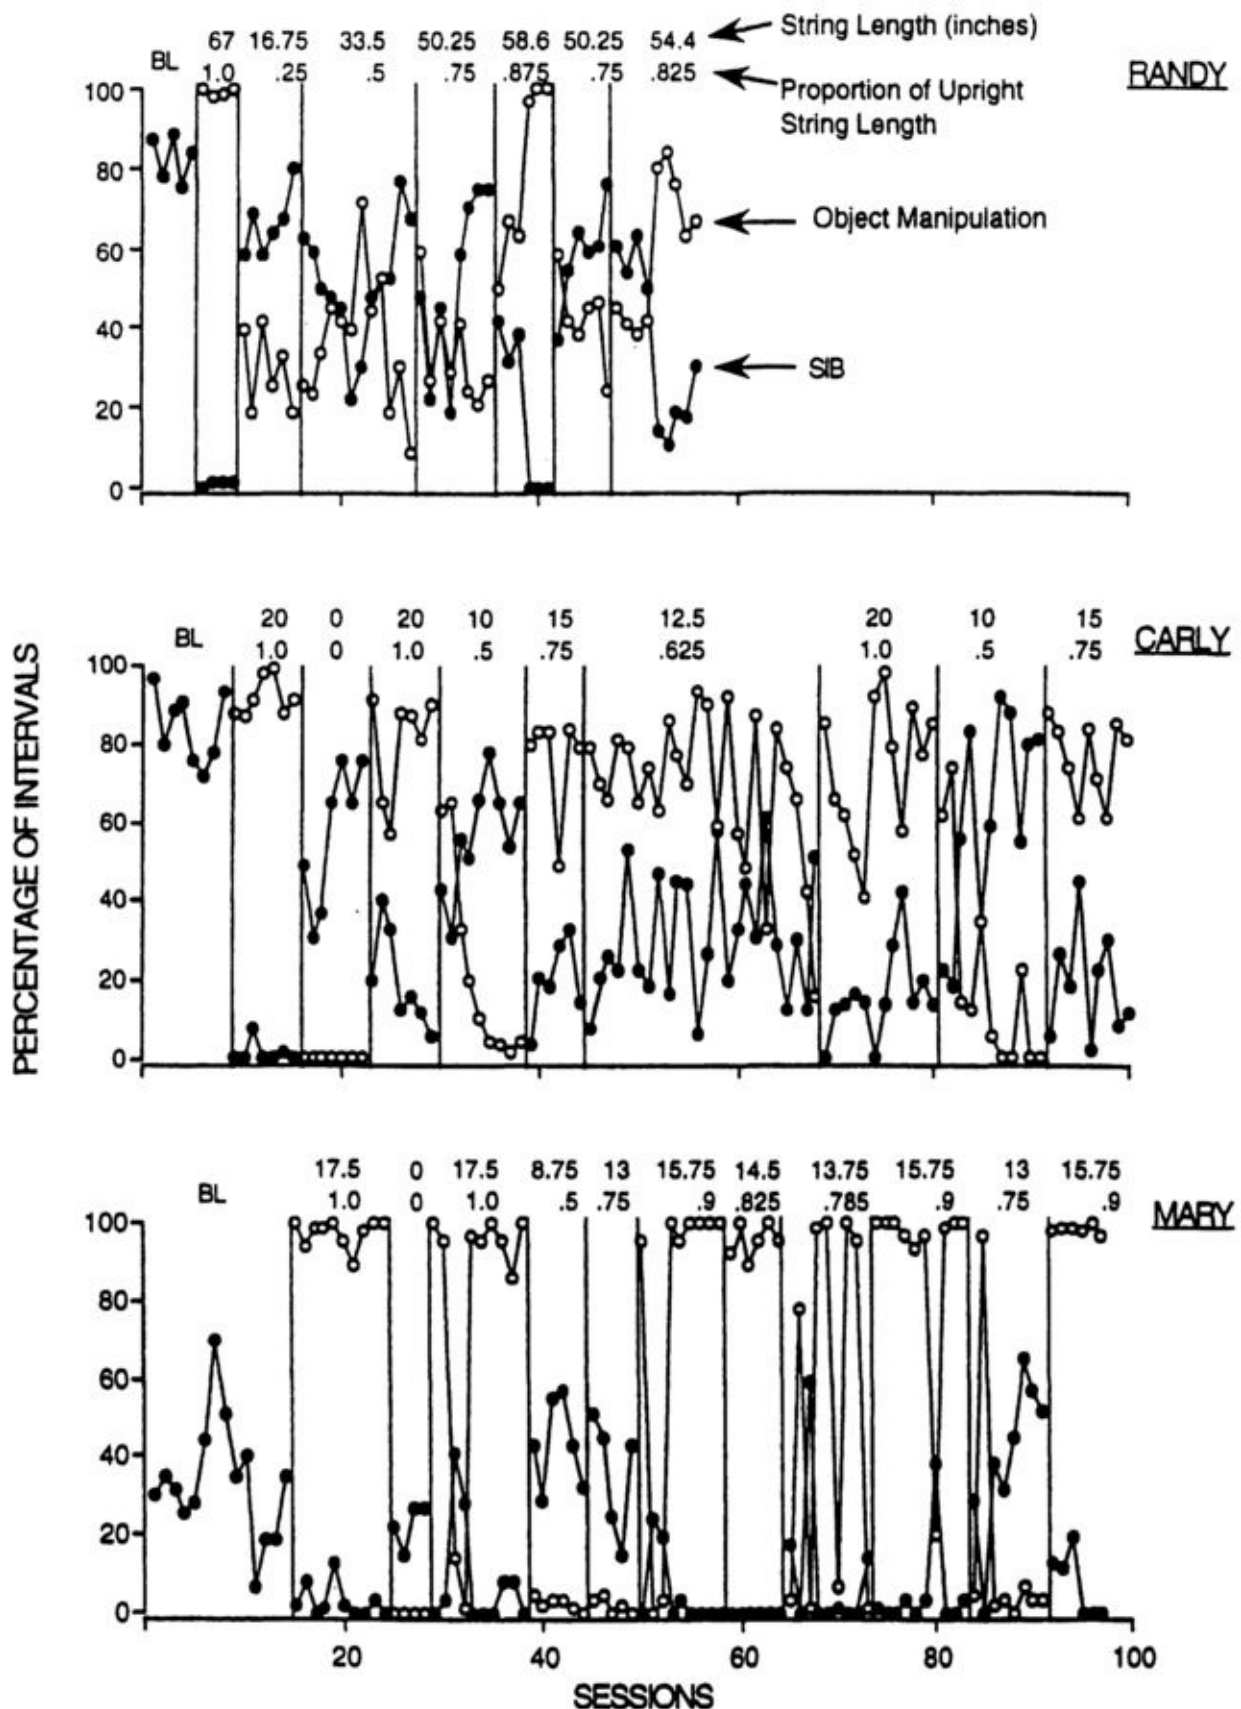 67 16.75 33.5 50.25 58.6 50.25 54.4
String Length (inches)
BL
1.0 .25 .5 .75 .875 .75 .825
Proportion of Upright
String Length
RANDY
100
80
60
40
20
0
Object Manipulation
SIB
PERCENTAGE OF INTERVALS
20 0 20 10 15 12.5 20 10 15
BL
1.0 0 1.0 .5 .75 .625 1.0 .5 .75
CARLY
100
80
60
40
20
0
17.5 0 17.5 8.75 13 15.75 14.5 13.75 15.75 13 15.75
BL
1.0 0 1.0 .5 .75 .9 .825 .785 .9 .75 .9
MARY
100
80
60
40
20
0
20 40 60 80 100
SESSIONS